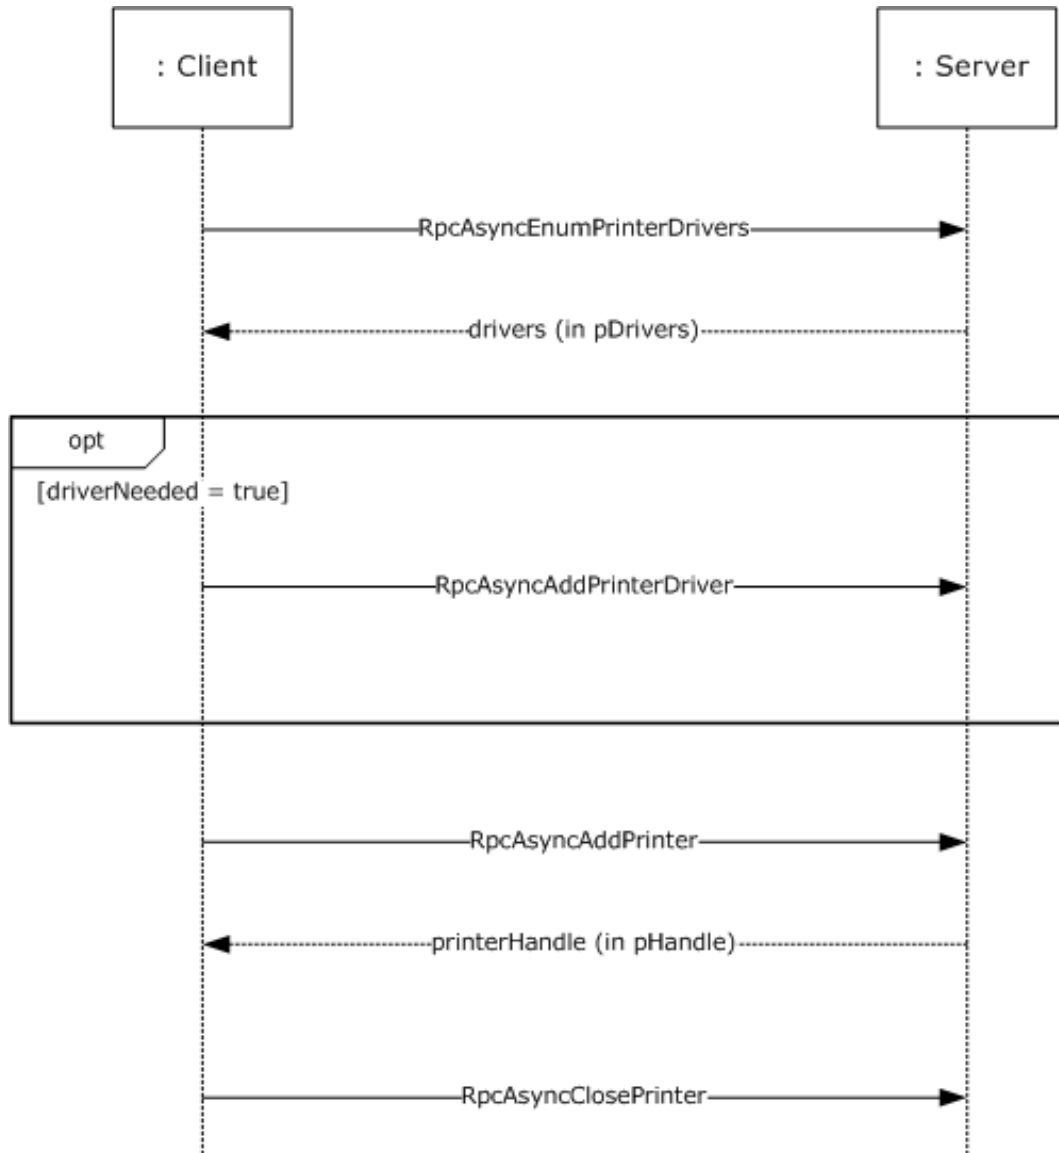 : Client
: Server
RpcAsyncEnumPrinterDrivers
drivers (in pDrivers)
opt
[driverNeeded = true]
RpcAsyncAddPrinterDriver
RpcAsyncAddPrinter
printerHandle (in pHandle)
RpcAsyncClosePrinter